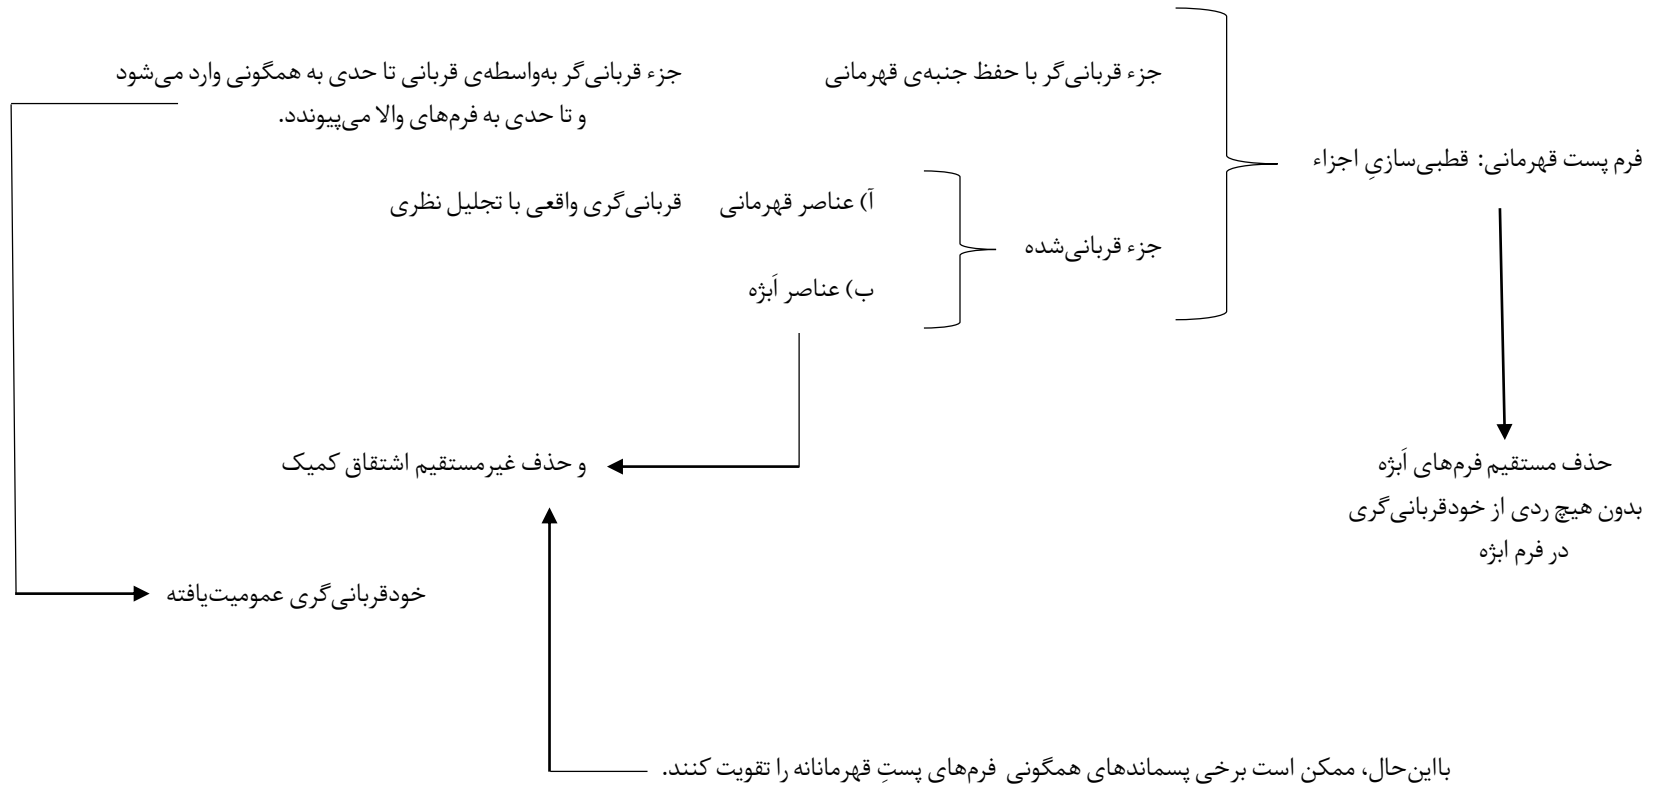 جزء قربانی‌گر با حفظ جنبه‌ی قهرمانی
جزء قربانی‌گر به‌واسطه‌ی قربانی تا حدی به همگونی وارد می‌شود
و تا حدی به فرم‌های والا می‌پیوندد.
فرم پست قهرمانی: قطبی‌سازیِ اجزاء
آ) عناصر قهرمانی
قربانی‌گری واقعی با تجلیل نظری
جزء قربانی‌شده
ب) عناصر اَبژه
حذف مستقیم فرم‌های اَبژه
بدون هیچ ردی از خودقربانی‌گری
در فرم ابژه
و حذف غیرمستقیم اشتقاق کمیک
خودقربانی‌گری عمومیت‌یافته
بااین‌حال، ممکن است برخی پسماندهای همگونی فرم‌های پستِ قهرمانانه را تقویت کنند.